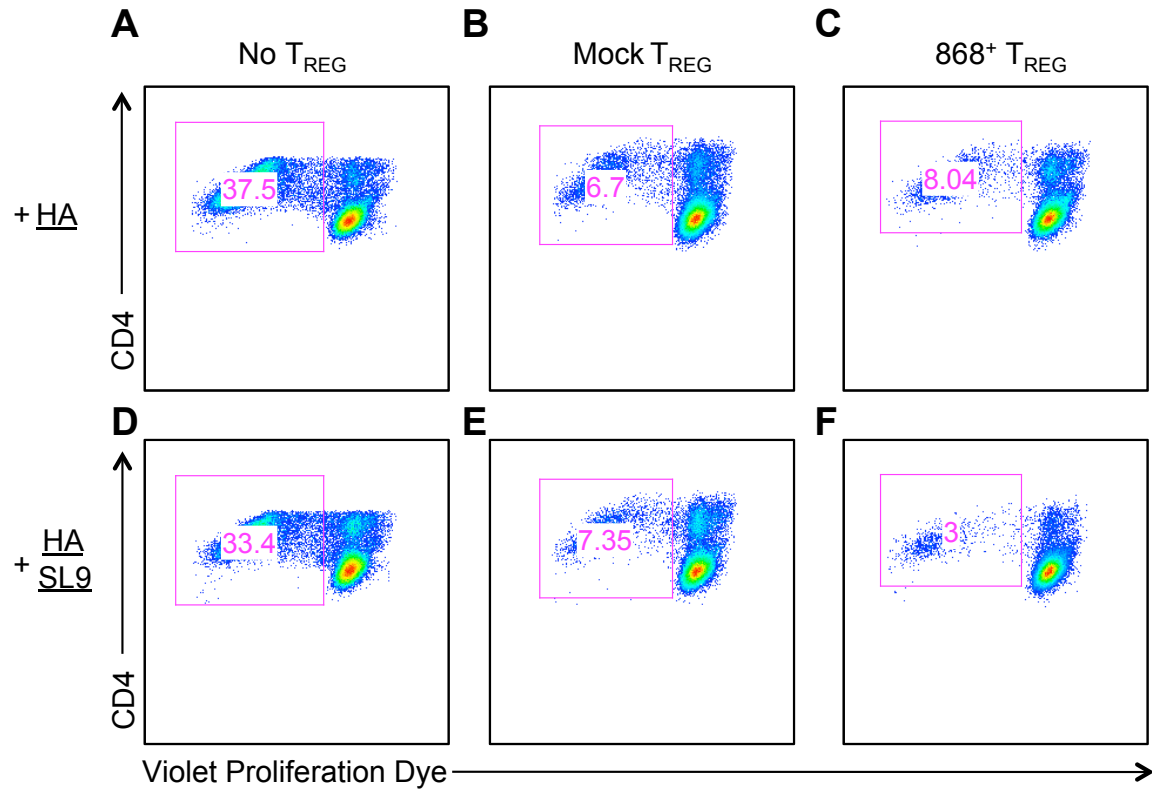 A
B
C
No TREG
Mock TREG
868+ TREG
+ HA
CD4
37.5
6.7
8.04
D
E
F
+ HA
SL9
CD4
33.4
7.35
3
Violet Proliferation Dye